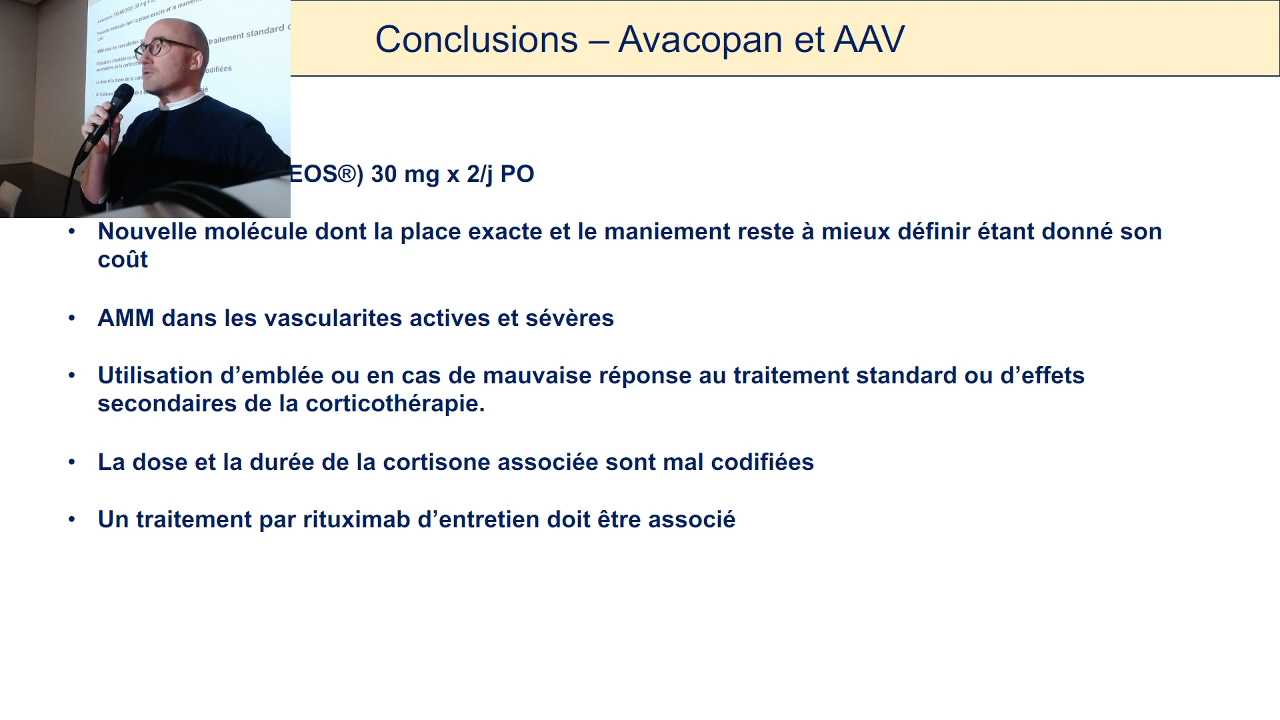 Conclusions – Avacopan et AAV
EOS®) 30 mg x 2/j PO
• Nouvelle molécule dont la place exacte et le maniement reste à mieux définir étant donné son
coût
• AMM dans les vascularites actives et sévères
• Utilisation d’emblée ou en cas de mauvaise réponse au traitement standard ou d’effets
secondaires de la corticothérapie.
• La dose et la durée de la cortisone associée sont mal codifiées
• Un traitement par rituximab d’entretien doit être associé